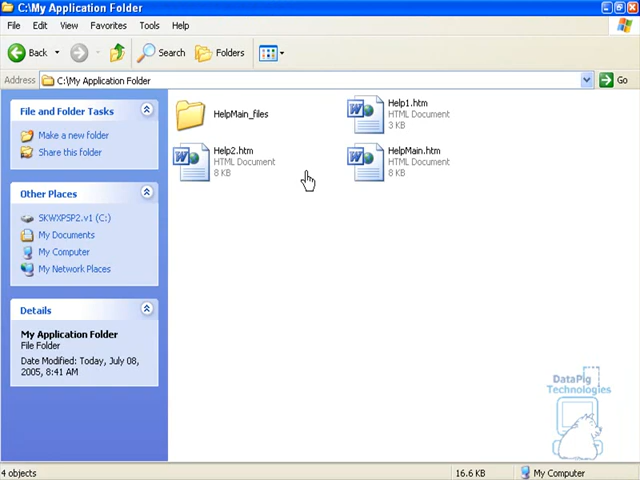 C:\My Application Folder
File Edit View Favorites Tools Help
Back Search Folders
Address C:\My Application Folder Go
File and Folder Tasks
Make a new folder
Share this folder
Other Places
SKWXPSP2.v1 (C:)
My Documents
My Computer
My Network Places
Details
My Application Folder
File Folder
Date Modified: Today, July 08,
2005, 8:41 AM
HelpMain_files
Help1.htm
HTML Document
3 KB
Help2.htm
HTML Document
8 KB
HelpMain.htm
HTML Document
8 KB
DataPig
Technologies
4 objects 16.6 KB My Computer